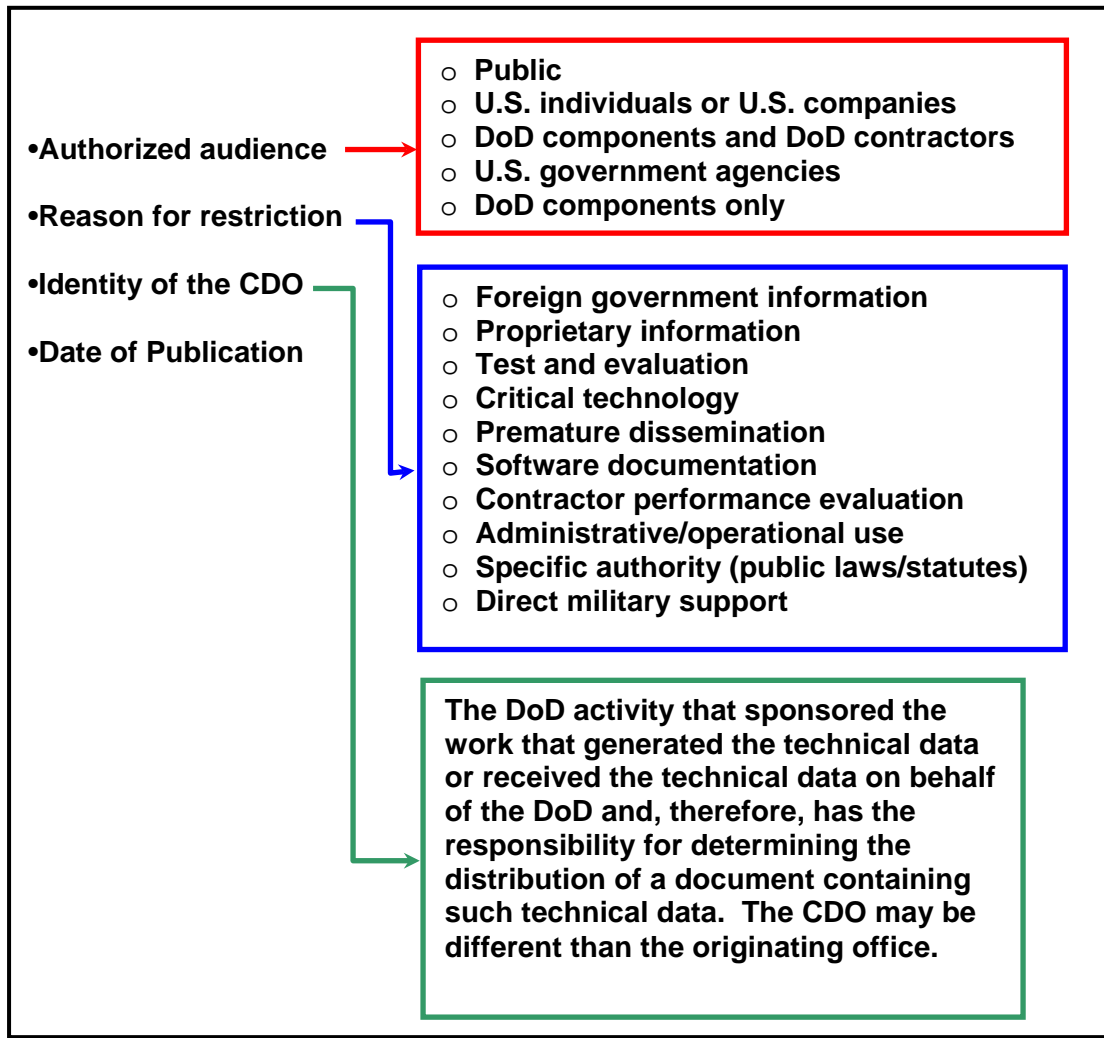 •Authorized audience
•Reason for restriction
•Identity of the CDO
•Date of Publication
o Public
o U.S. individuals or U.S. companies
o DoD components and DoD contractors
o U.S. government agencies
o DoD components only
o Foreign government information
o Proprietary information
o Test and evaluation
o Critical technology
o Premature dissemination
o Software documentation
o Contractor performance evaluation
o Administrative/operational use
o Specific authority (public laws/statutes)
o Direct military support
The DoD activity that sponsored the
work that generated the technical data
or received the technical data on behalf
of the DoD and, therefore, has the
responsibility for determining the
distribution of a document containing
such technical data.  The CDO may be
different than the originating office.